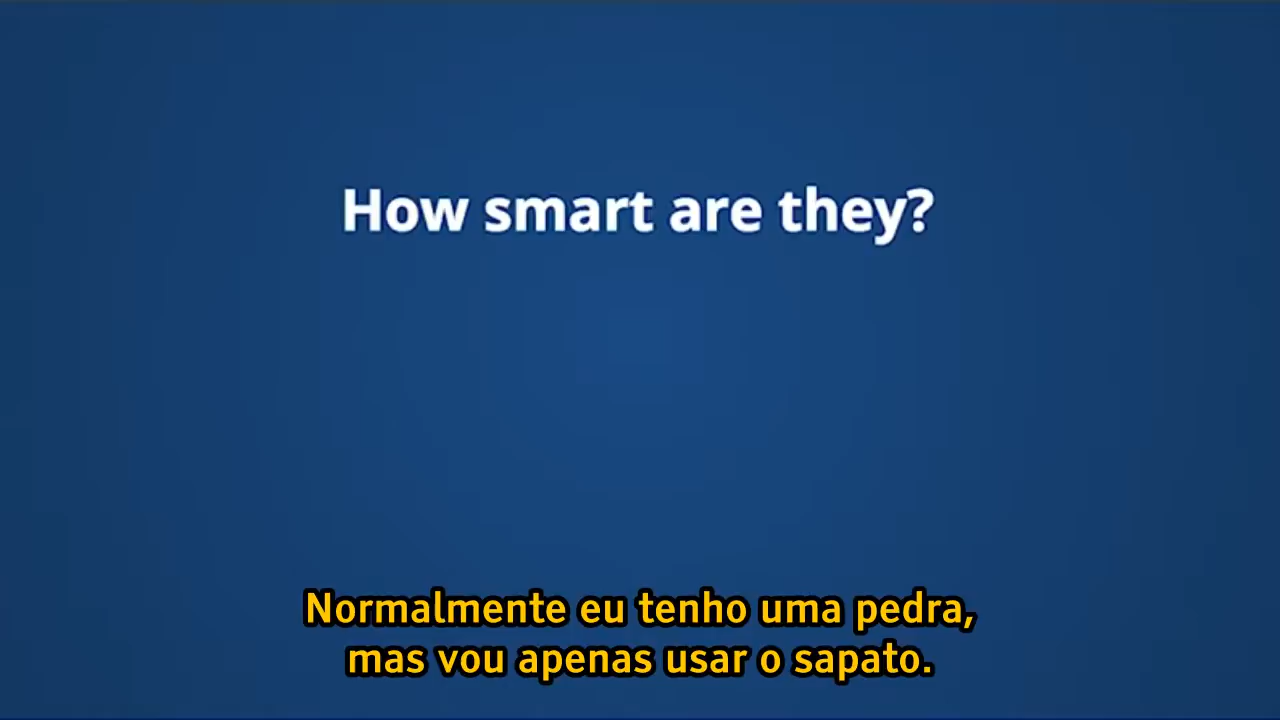 How smart are they?
Normalmente eu tenho uma pedra,
mas vou apenas usar o sapato.